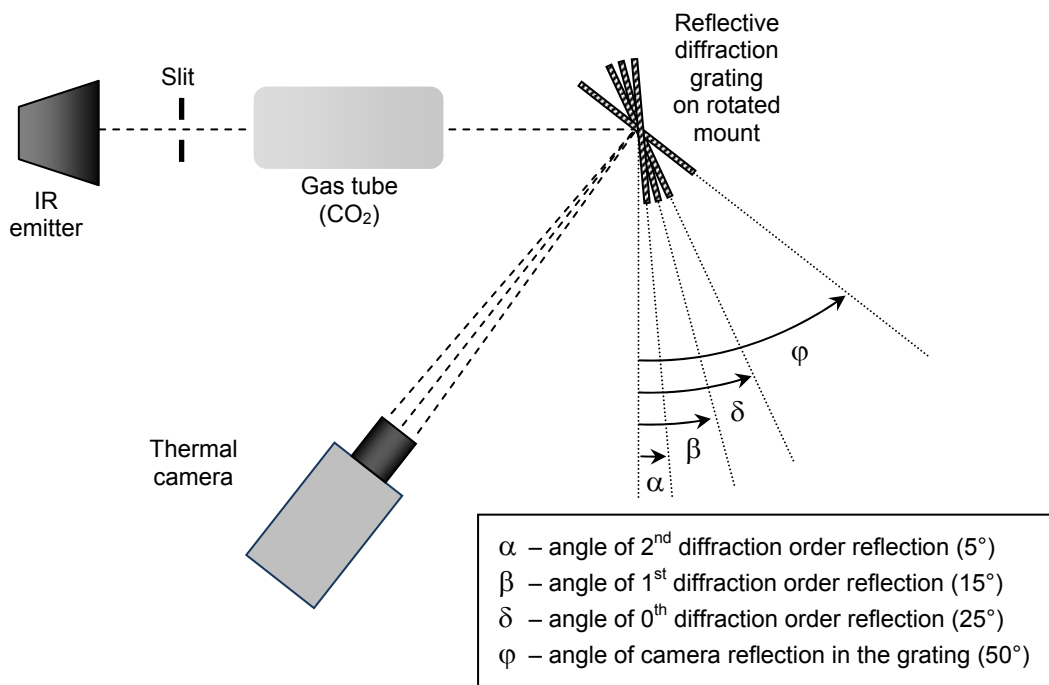 Reflective
diffraction
grating
on rotated
mount
Slit
IR
emitter
Gas tube
(CO₂)
Thermal
camera
φ
δ
β
α
α – angle of 2nd diffraction order reflection (5°)
β – angle of 1st diffraction order reflection (15°)
δ – angle of 0th diffraction order reflection (25°)
φ – angle of camera reflection in the grating (50°)